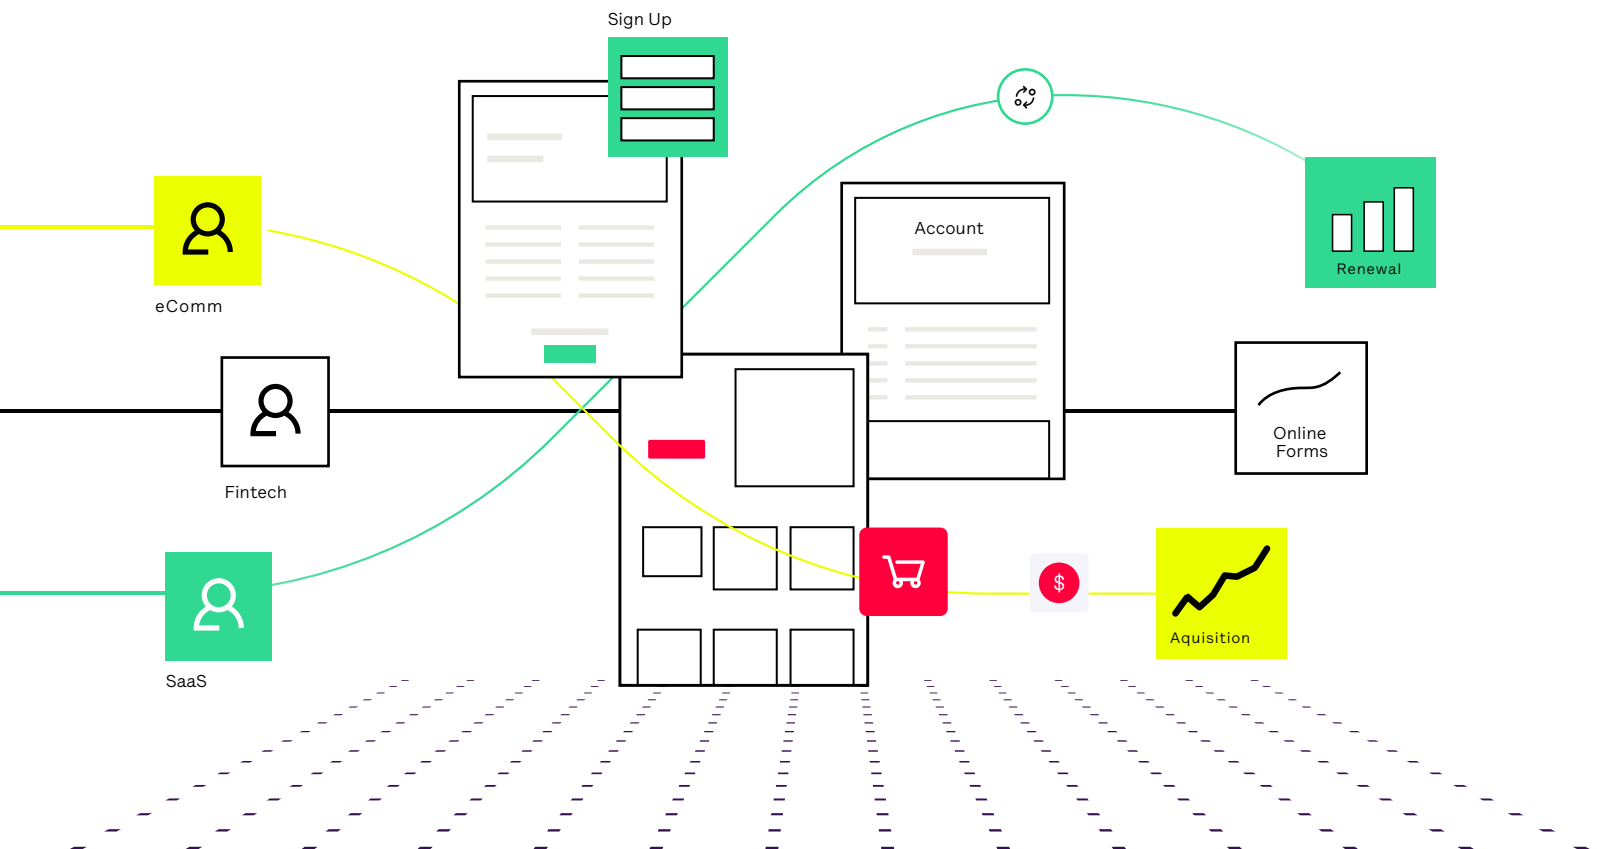 Sign Up
eComm
Account
Renewal
Fintech
Online
Forms
$
SaaS
Aquisition